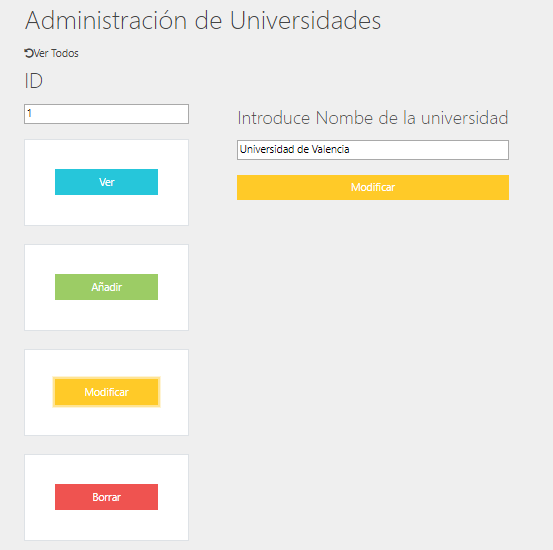 Administración de Universidades
Ver Todos
ID
1
Ver
Añadir
Modificar
Borrar
Introduce Nombe de la universidad
Universidad de Valencia
Modificar